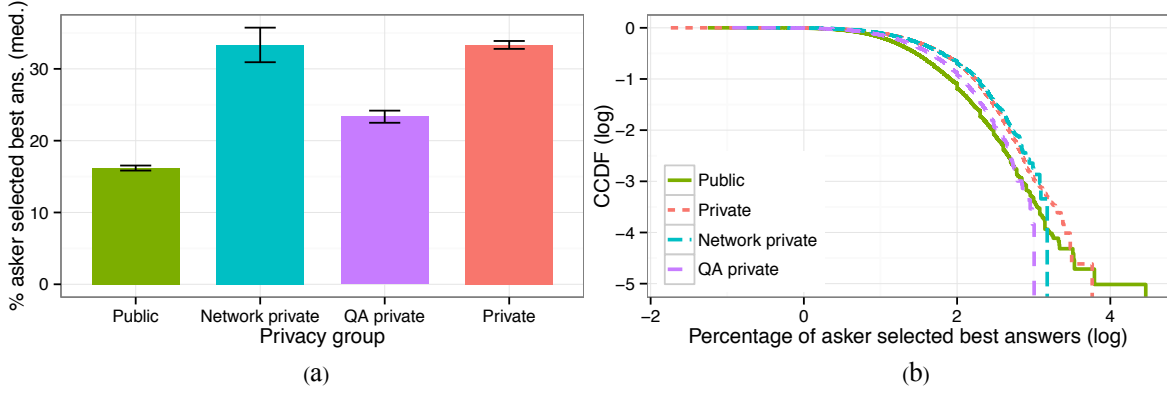 % asker selected best ans. (med.)
30
20
10
0
Public
Network private
QA private
Private
Privacy group
(a)
CCDF (log)
0
−1
−2
−3
−4
−5
Public
Private
Network private
QA private
−2
0
2
4
Percentage of asker selected best answers (log)
(b)